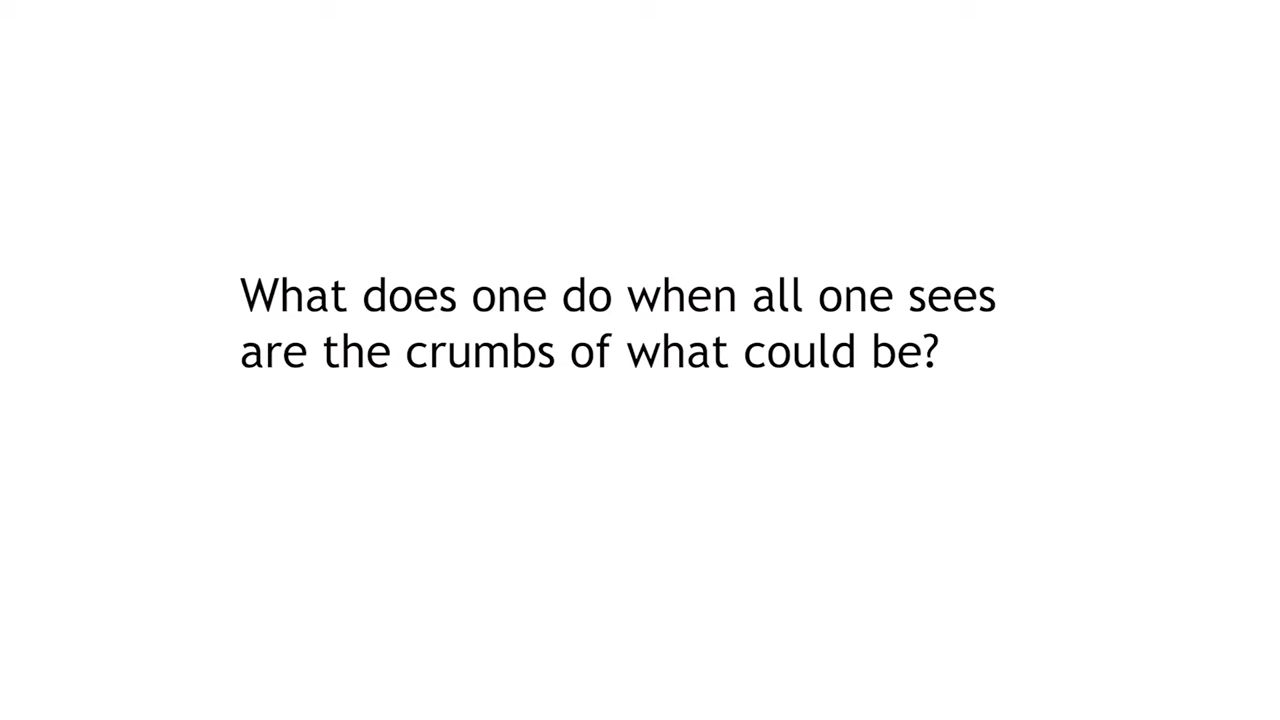 What does one do when all one sees
are the crumbs of what could be?